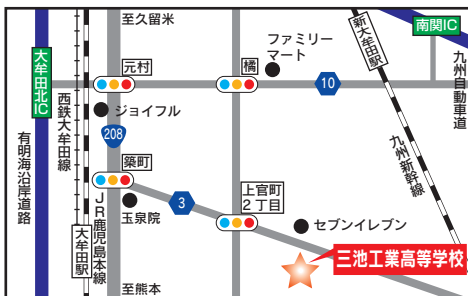 至久留米
南関IC
新大牟田駅
ファミリー
マート
元村
橘
大牟田北IC
10
九州自動車道
西鉄大牟田線
ジョイフル
208
有明海沿岸道路
九州新幹線
築町
上官町
2丁目
3
玉泉院
セブンイレブン
JR鹿児島本線
大牟田駅
三池工業高等学校
至熊本